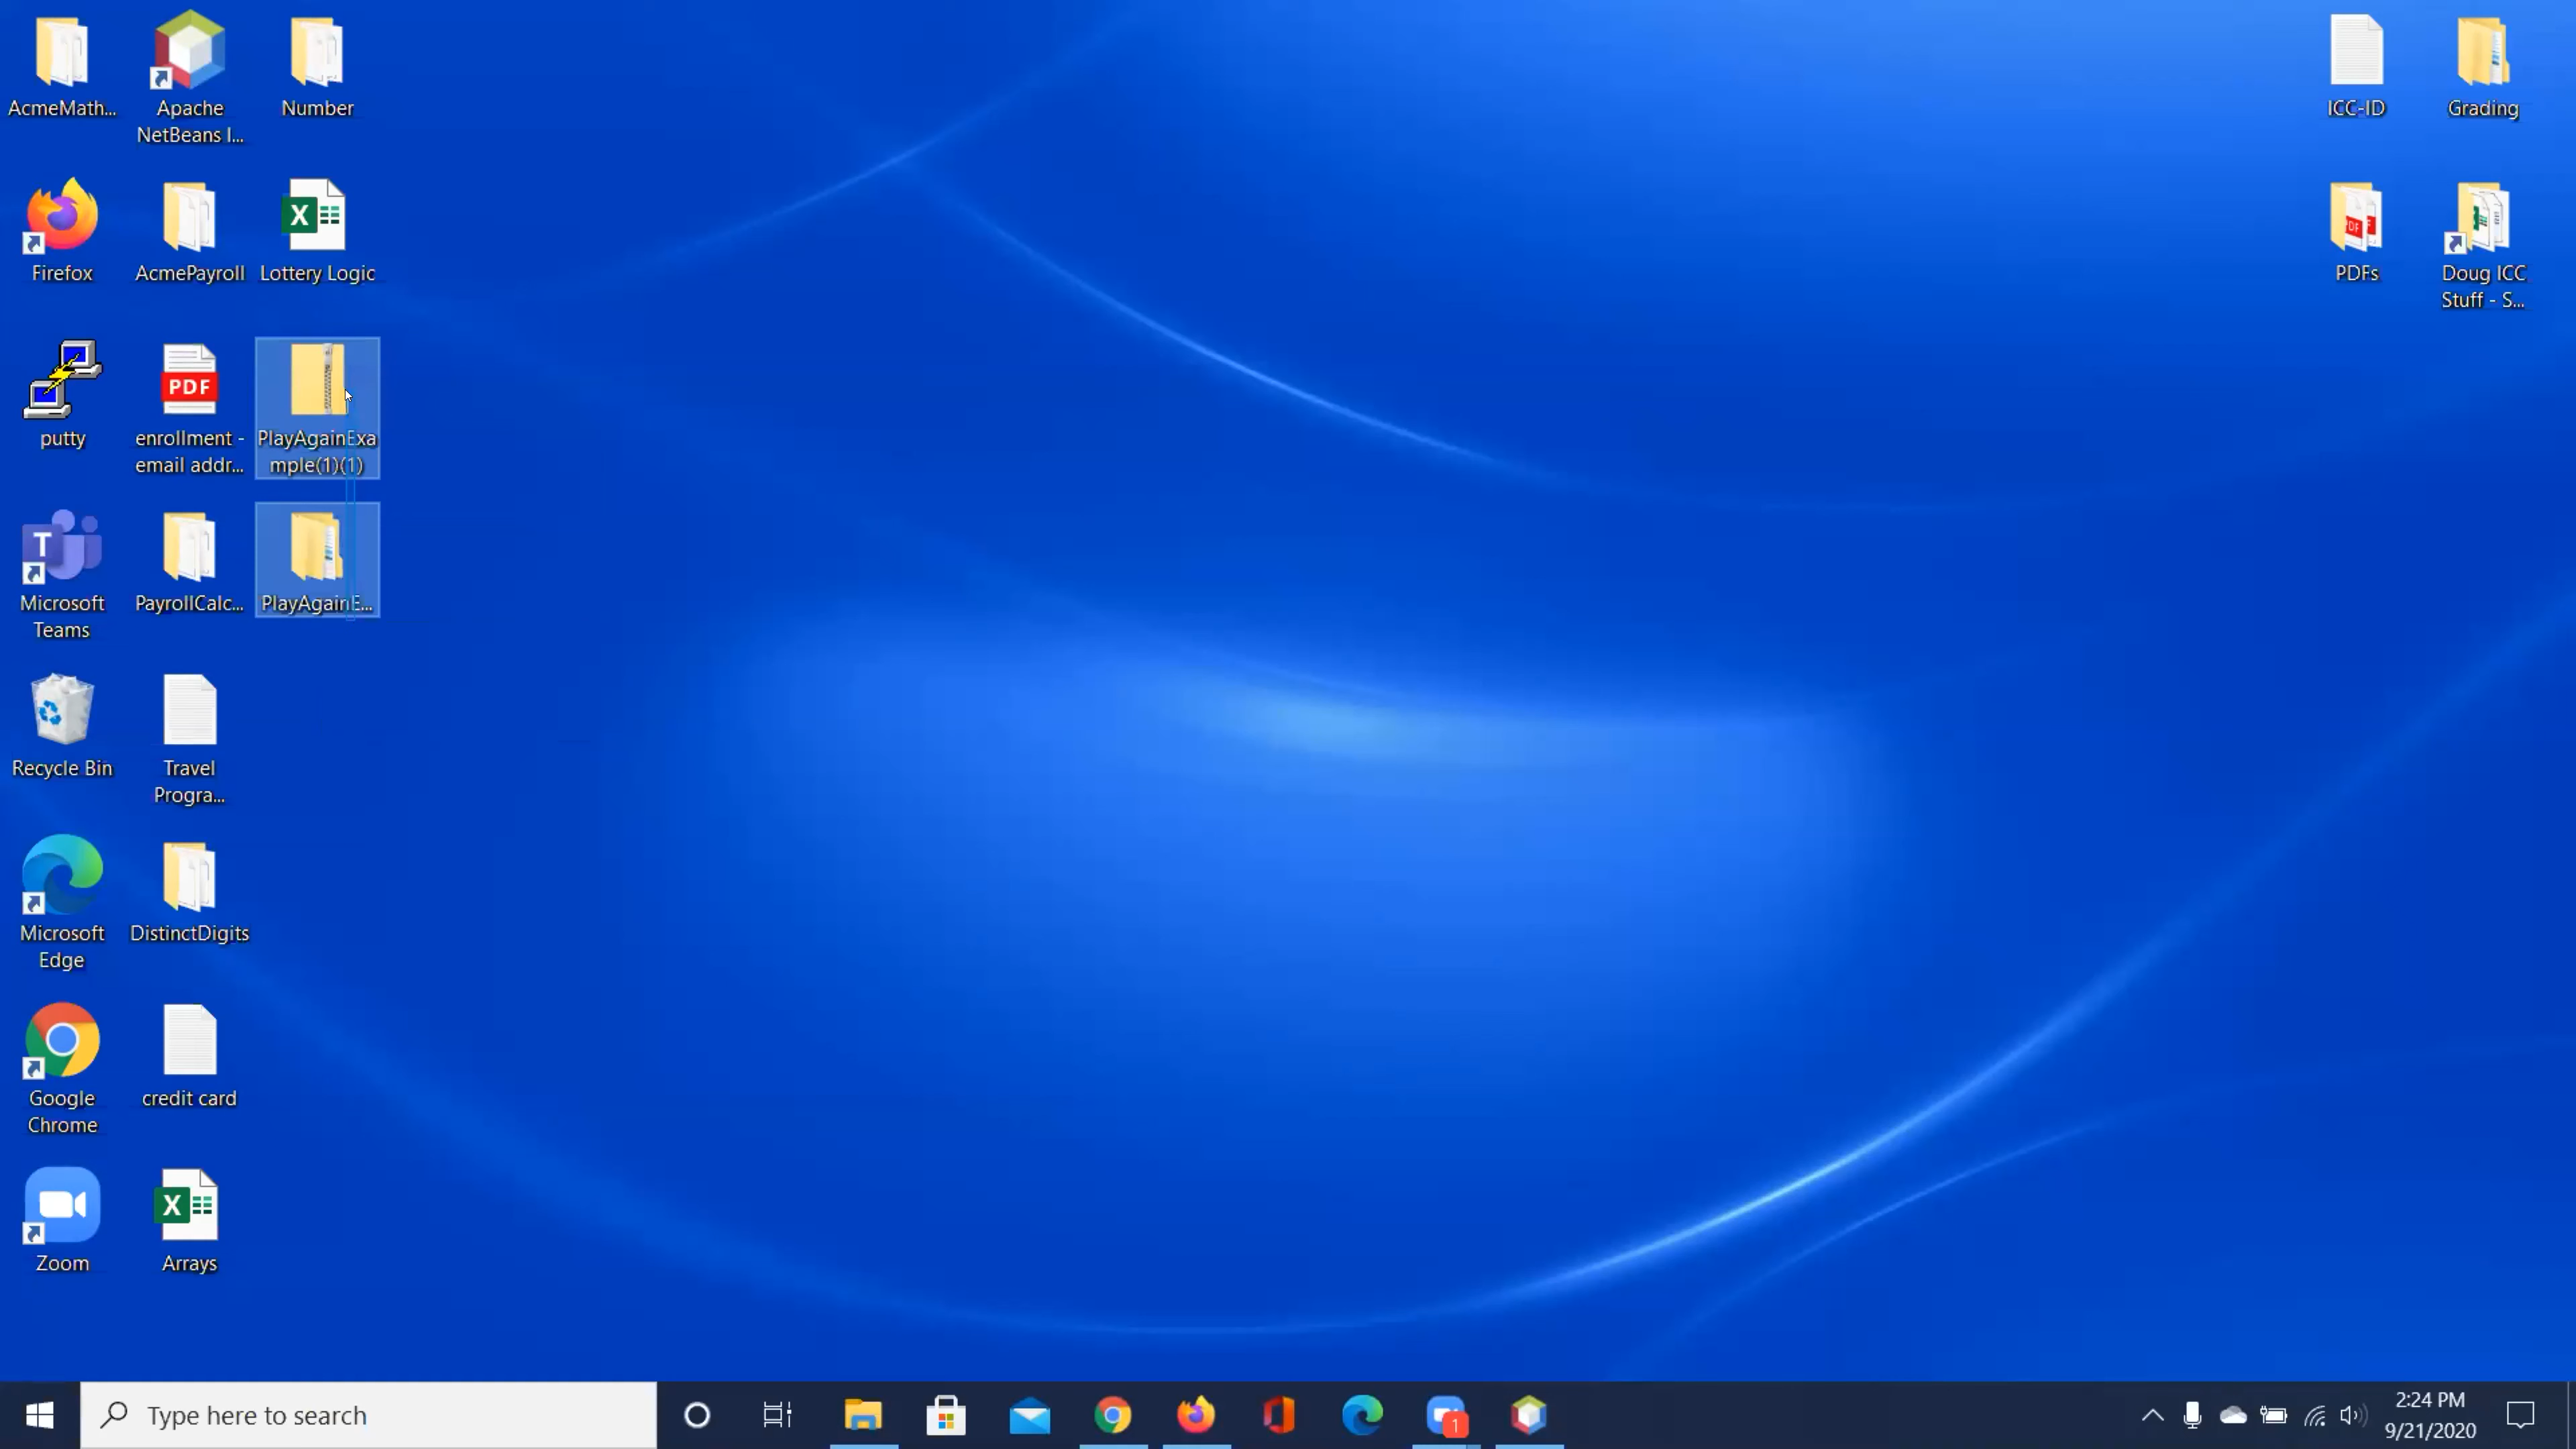 AcmeMath...
Apache
NetBeans I...
Number
ICC-ID
Grading
Firefox
AcmePayroll
Lottery Logic
PDFs
Doug ICC
Stuff - S...
putty
PDF
enrollment -
email addr...
PlayAgainExa
mple(1)(1)
Microsoft
Teams
PayrollCalc...
PlayAgainE...
Recycle Bin
Travel
Progra...
Microsoft
Edge
DistinctDigits
Google
Chrome
credit card
Zoom
Arrays
Type here to search
1
2:24 PM
9/21/2020